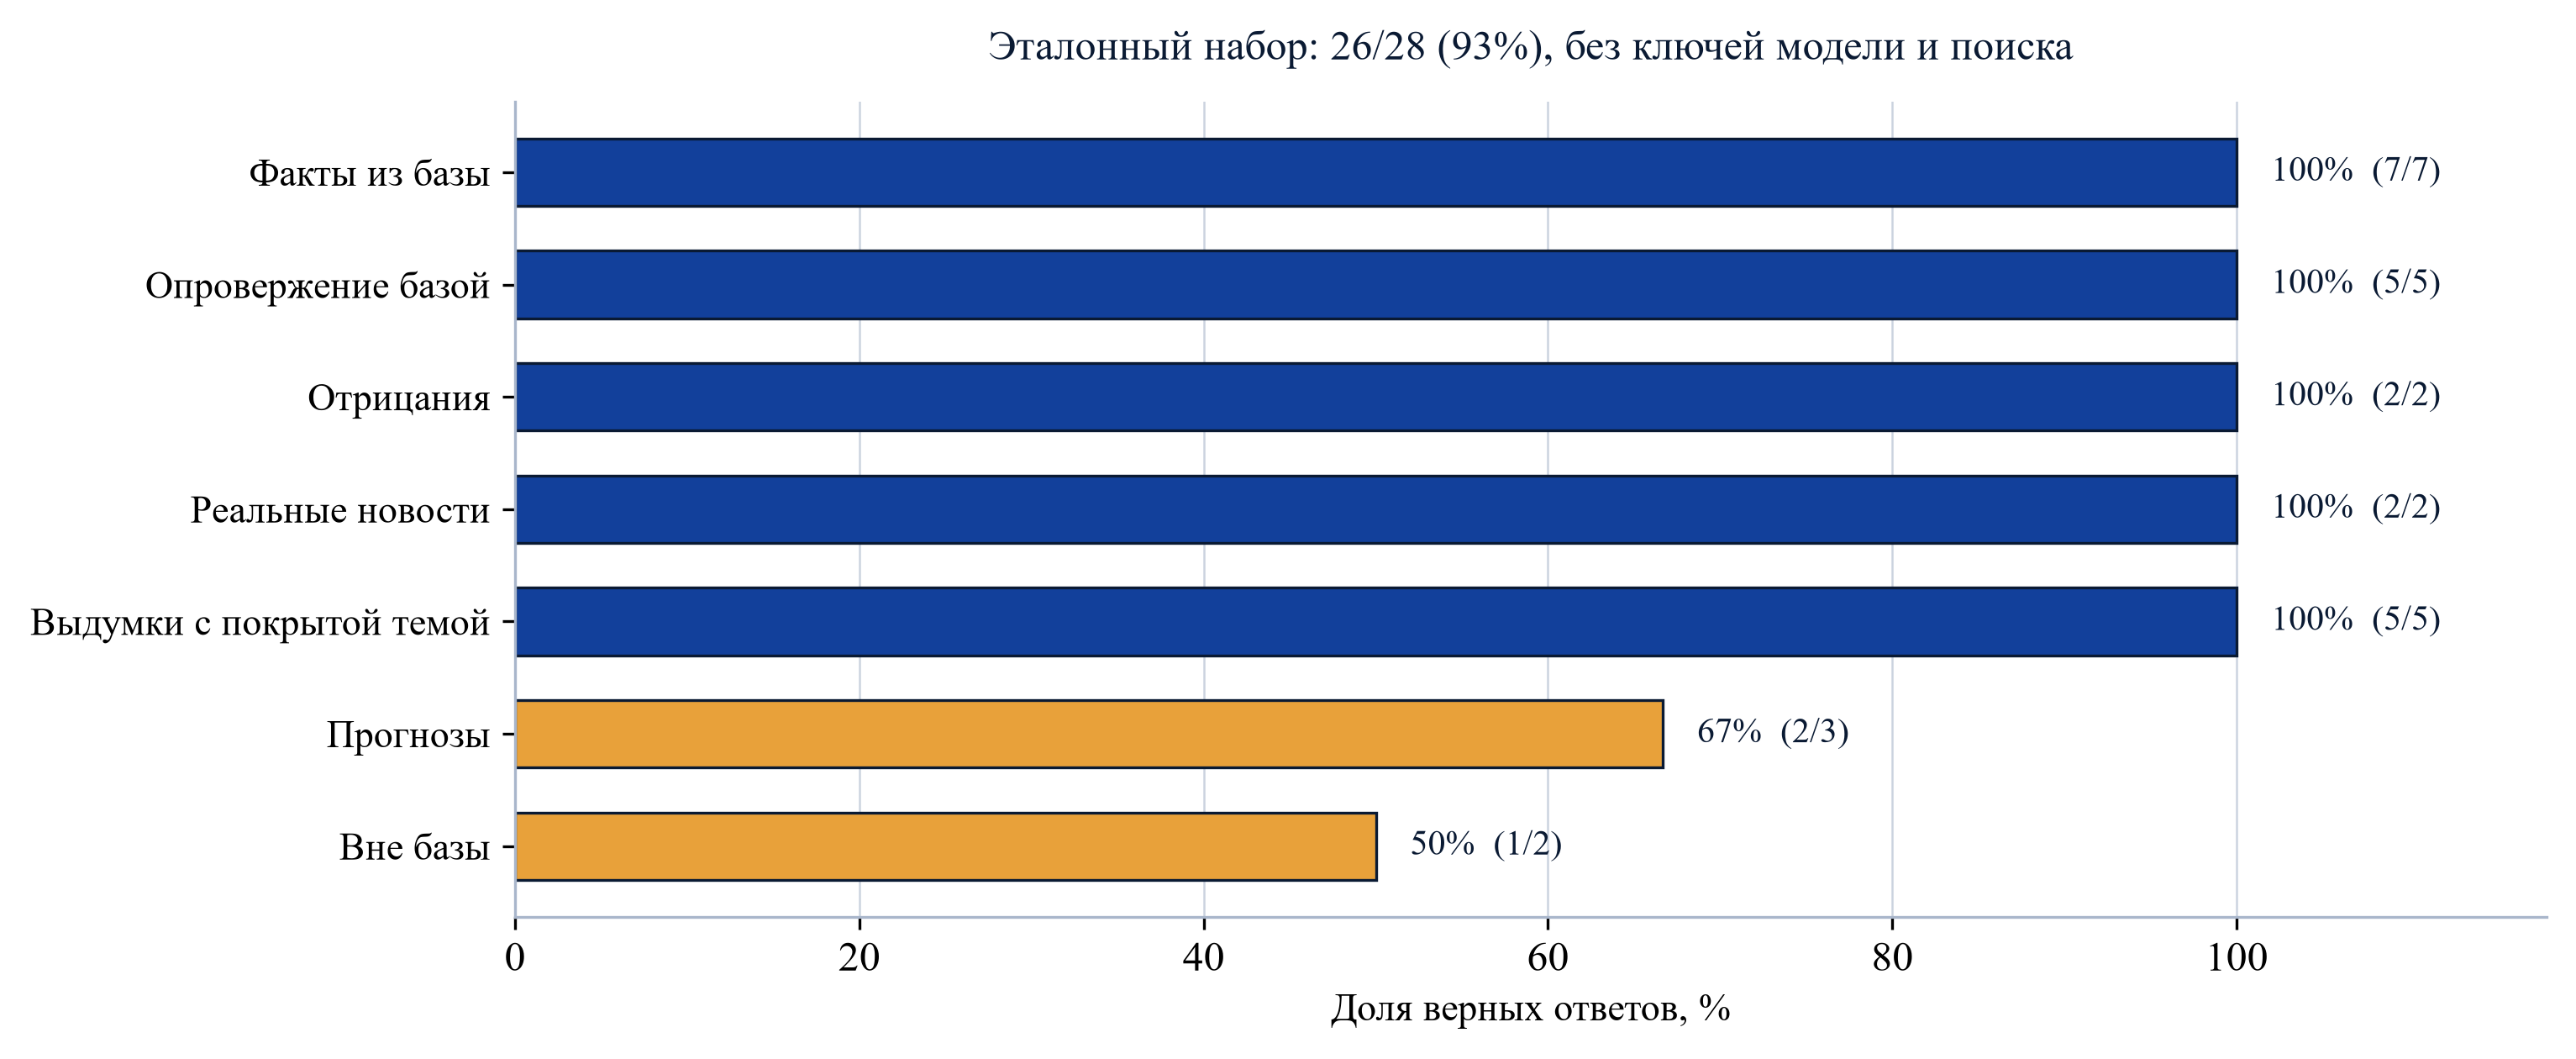 Эталонный набор: 26/28 (93%), без ключей модели и поиска
Факты из базы 100% (7/7)
Опровержение базой 100% (5/5)
Отрицания 100% (2/2)
Реальные новости 100% (2/2)
Выдумки с покрытой темой 100% (5/5)
Прогнозы 67% (2/3)
Вне базы 50% (1/2)
0 20 40 60 80 100
Доля верных ответов, %